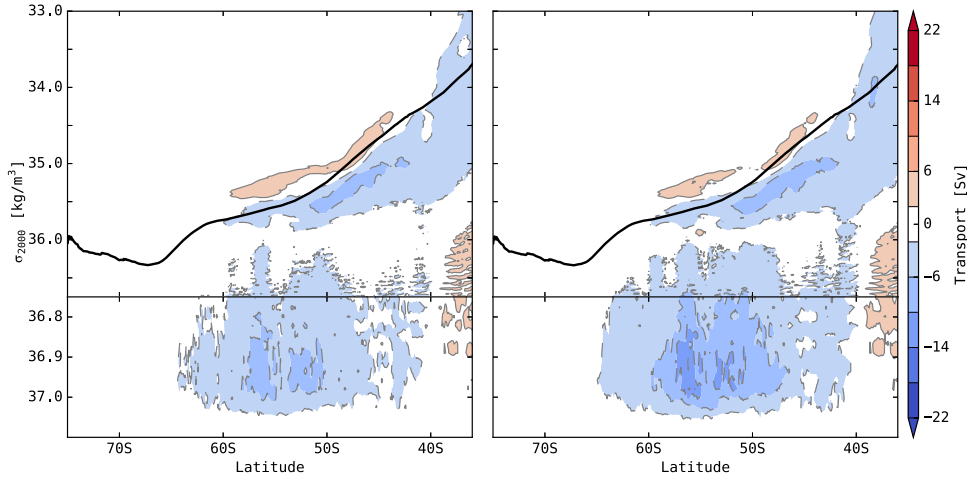 33.0
34.0
35.0
36.0
36.8
36.9
37.0
σ2000 [kg/m3]
70S 60S 50S 40S
Latitude
70S 60S 50S 40S
Latitude
22
14
6
0
−6
−14
−22
Transport [Sv]